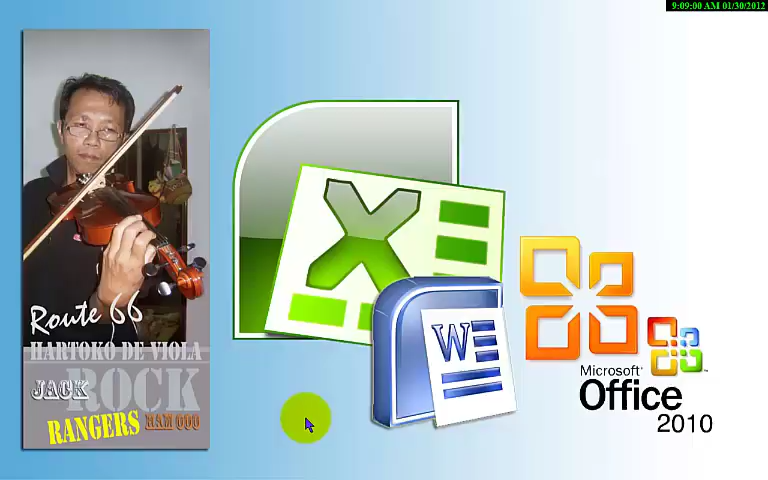 9:09:00 AM 01/30/2012
Route 66
HARTOKO DE VIOLA
ROCK
JACK
RANGERS
X
W
Microsoft®
Office
2010